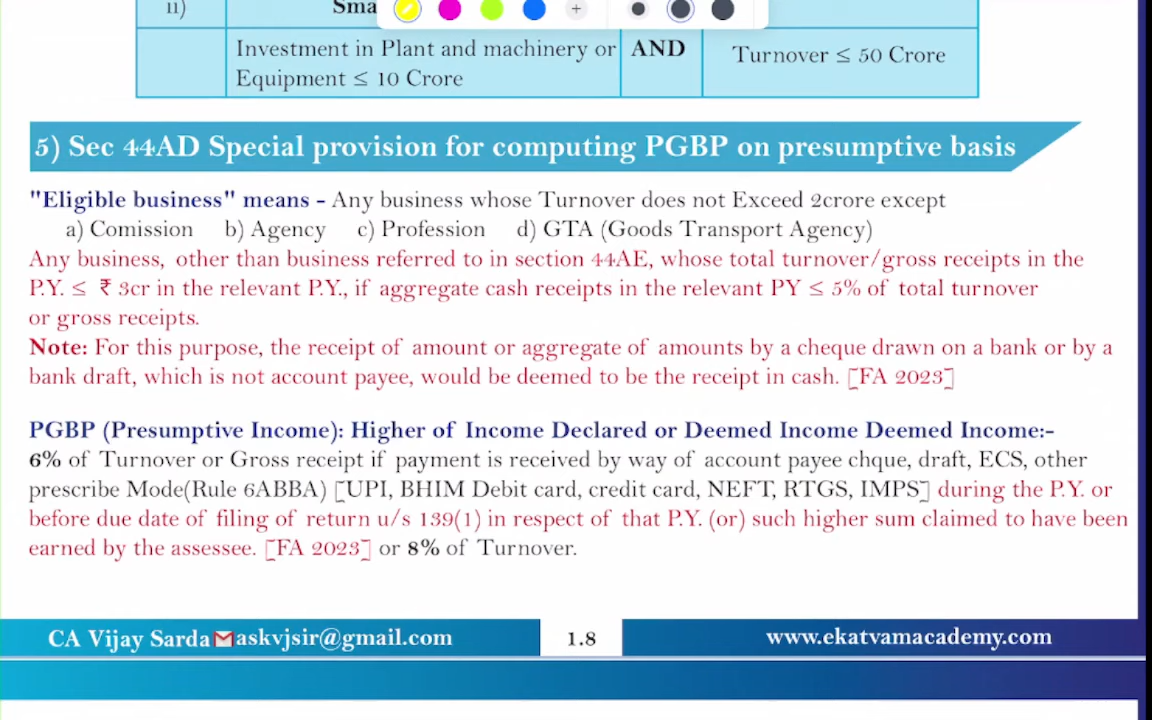 ii) Sma
Investment in Plant and machinery or AND Turnover ≤ 50 Crore
Equipment ≤ 10 Crore
5) Sec 44AD Special provision for computing PGBP on presumptive basis
"Eligible business" means - Any business whose Turnover does not Exceed 2crore except
a) Comission b) Agency c) Profession d) GTA (Goods Transport Agency)
Any business, other than business referred to in section 44AE, whose total turnover/gross receipts in the
P.Y. ≤ ₹ 3cr in the relevant P.Y., if aggregate cash receipts in the relevant PY ≤ 5% of total turnover
or gross receipts.
Note: For this purpose, the receipt of amount or aggregate of amounts by a cheque drawn on a bank or by a
bank draft, which is not account payee, would be deemed to be the receipt in cash. [FA 2023]
PGBP (Presumptive Income): Higher of Income Declared or Deemed Income Deemed Income:-
6% of Turnover or Gross receipt if payment is received by way of account payee chque, draft, ECS, other
prescribe Mode(Rule 6ABBA) [UPI, BHIM Debit card, credit card, NEFT, RTGS, IMPS] during the P.Y. or
before due date of filing of return u/s 139(1) in respect of that P.Y. (or) such higher sum claimed to have been
earned by the assessee. [FA 2023] or 8% of Turnover.
CA Vijay Sarda askvjsir@gmail.com 1.8 www.ekatvamacademy.com